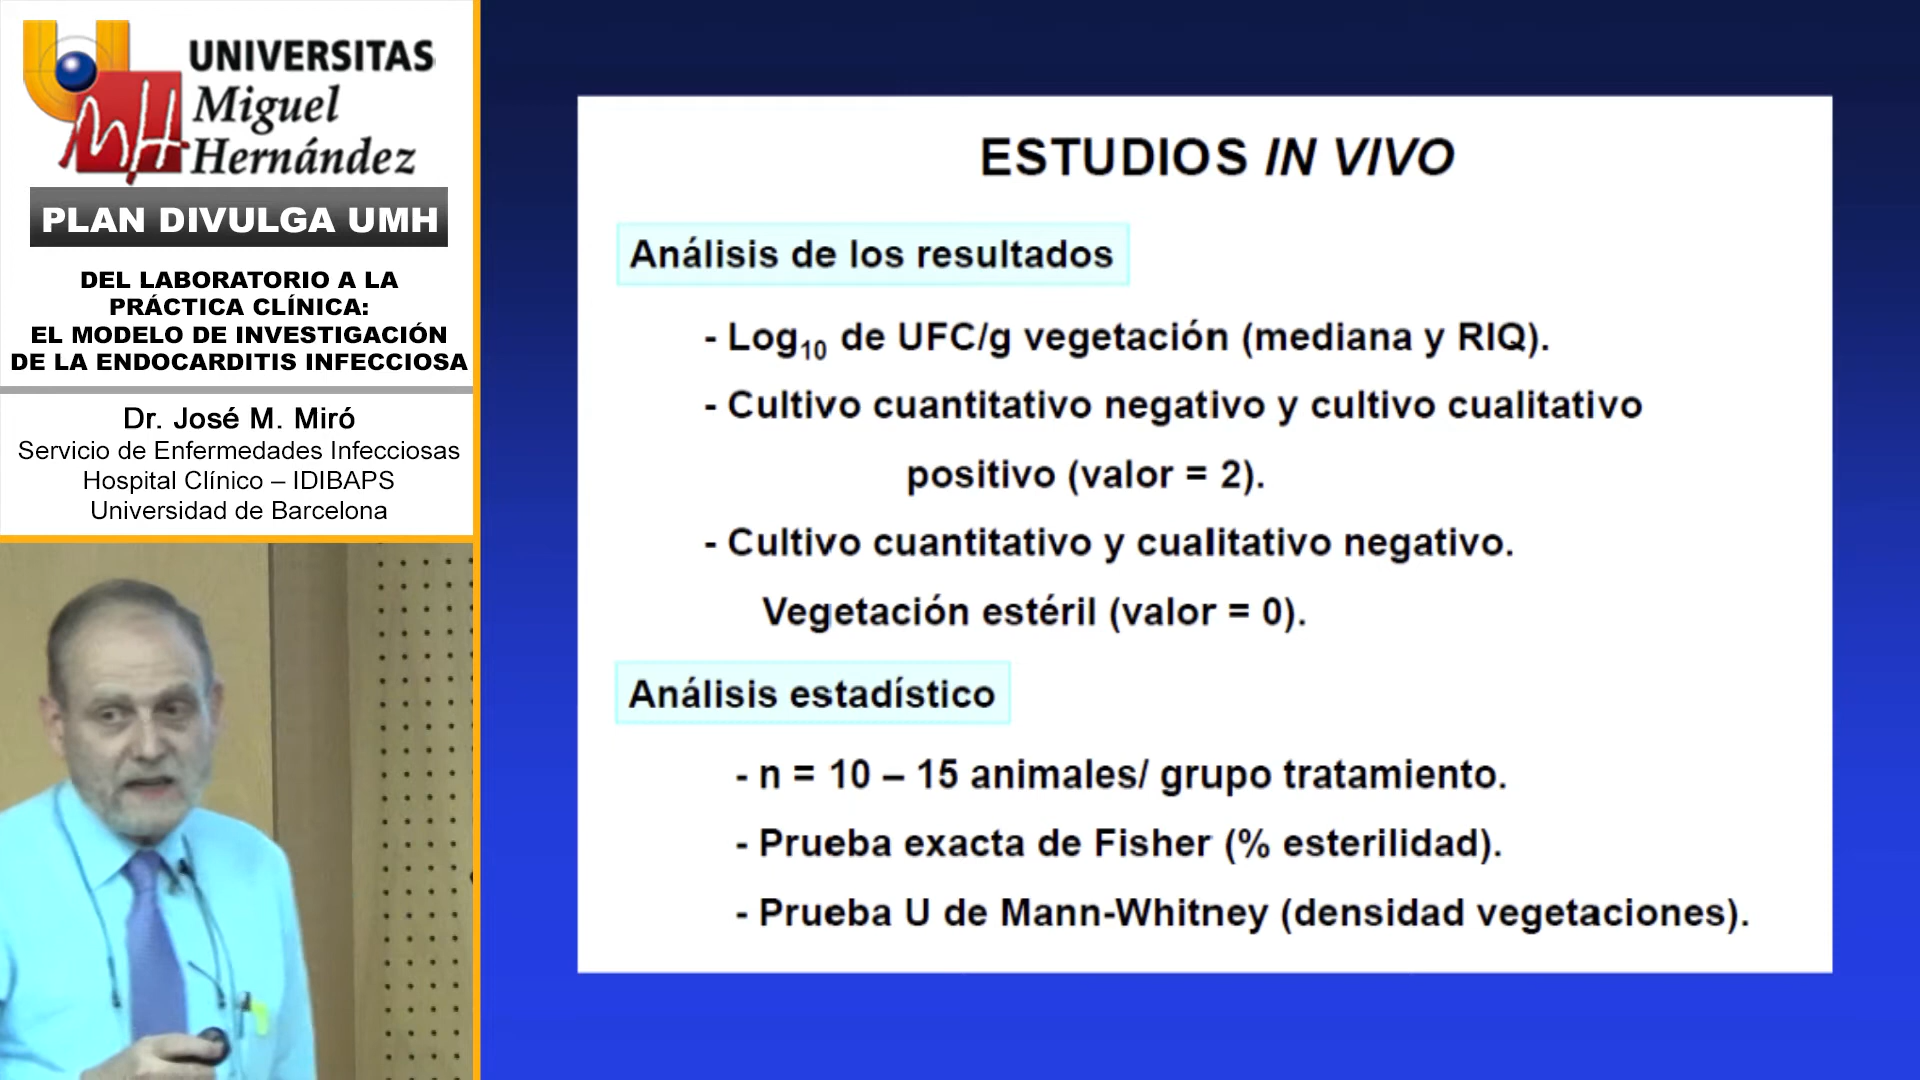 UNIVERSITAS
Miguel
Hernández
PLAN DIVULGA UMH
DEL LABORATORIO A LA
PRÁCTICA CLÍNICA:
EL MODELO DE INVESTIGACIÓN
DE LA ENDOCARDITIS INFECCIOSA
Dr. José M. Miró
Servicio de Enfermedades Infecciosas
Hospital Clínico – IDIBAPS
Universidad de Barcelona
ESTUDIOS IN VIVO
Análisis de los resultados
- Log10 de UFC/g vegetación (mediana y RIQ).
- Cultivo cuantitativo negativo y cultivo cualitativo
positivo (valor = 2).
- Cultivo cuantitativo y cualitativo negativo.
Vegetación estéril (valor = 0).
Análisis estadístico
- n = 10 – 15 animales/ grupo tratamiento.
- Prueba exacta de Fisher (% esterilidad).
- Prueba U de Mann-Whitney (densidad vegetaciones).